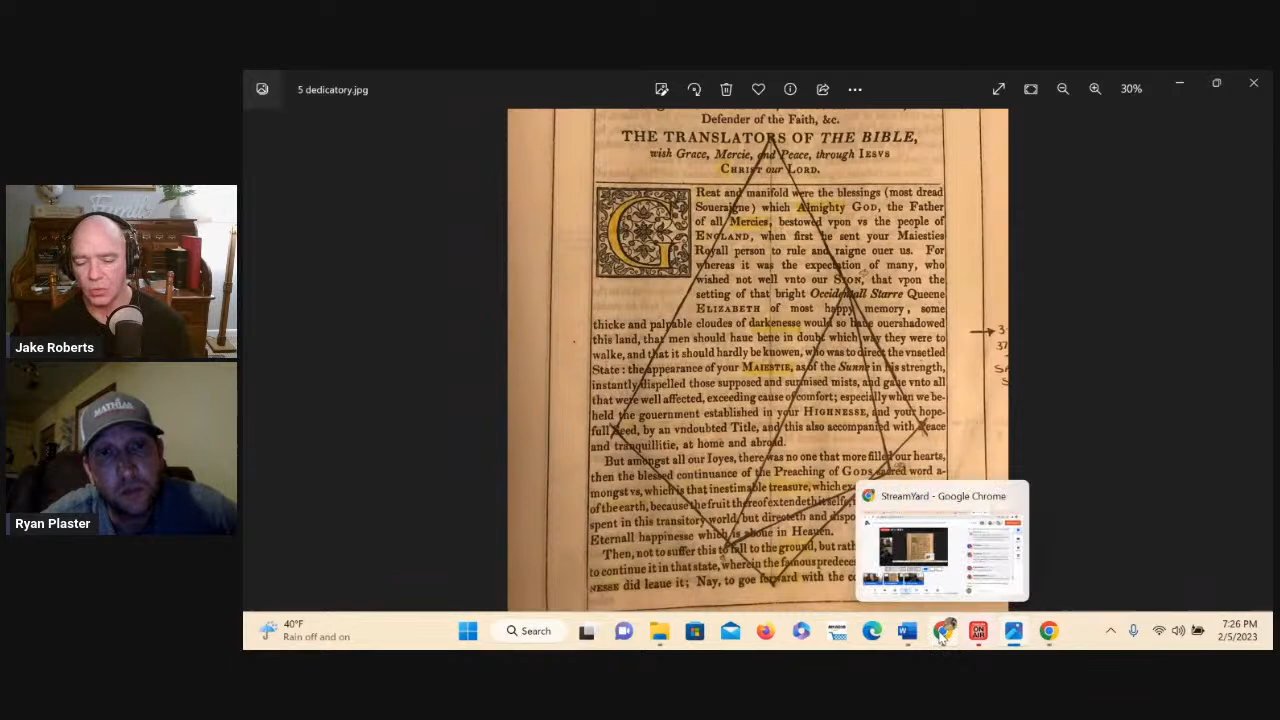 5 dedicatory.jpg
30%
Defender of the Faith, &c.
THE TRANSLATORS OF THE BIBLE,
wish Grace, Mercie, and Peace, through IESVS
CHRIST our LORD.
GReat and manifold were the blessings (most dread
Soueraigne) which Almighty GOD, the Father
of all Mercies, bestowed vpon vs the people of
ENGLAND, when first he sent your Maiesties
Royall person to rule and raigne ouer us. For
whereas it was the expectation of many, who
wished not well vnto our SION, that vpon the
setting of that bright Occidentall Starre Queene
ELIZABETH of most happy memory, some
thicke and palpable cloudes of darkenesse would so haue ouershadowed
this land, that men should haue bene in doubt which way they were to
walke, and that it should hardly be knowen, who was to direct the vnsetled
State: the appearance of your MAIESTIE, as of the Sunne in his strength,
instantly dispelled those supposed and surmised mists, and gaue vnto all
that were well affected, exceeding cause of comfort; especially when we be-
held the gouernment established in your HIGHNESSE, and your hope-
full Seed, by an vndoubted Title, and this also accompanied with Peace
and tranquillitie, at home and abroad.
But amongst all our Ioyes, there was no one that more filled our hearts,
then the blessed continuance of the Preaching of GODS sacred word a-
mongst vs, which is that inestimable treasure, which
of the earth, because the fruit thereof extendeth it selfe,
spent in this transitory world, but directeth and
Eternall happinesse which is aboue in Heauen.
Then, not to suffer this to fall to the ground, but
to continue it in that state, wherein the famous
NESSE did leaue it; Nay, to goe forward with the
Jake Roberts
Ryan Plaster
StreamYard - Google Chrome
40°F
Rain off and on
Search
ON AIR
7:26 PM
2/5/2023